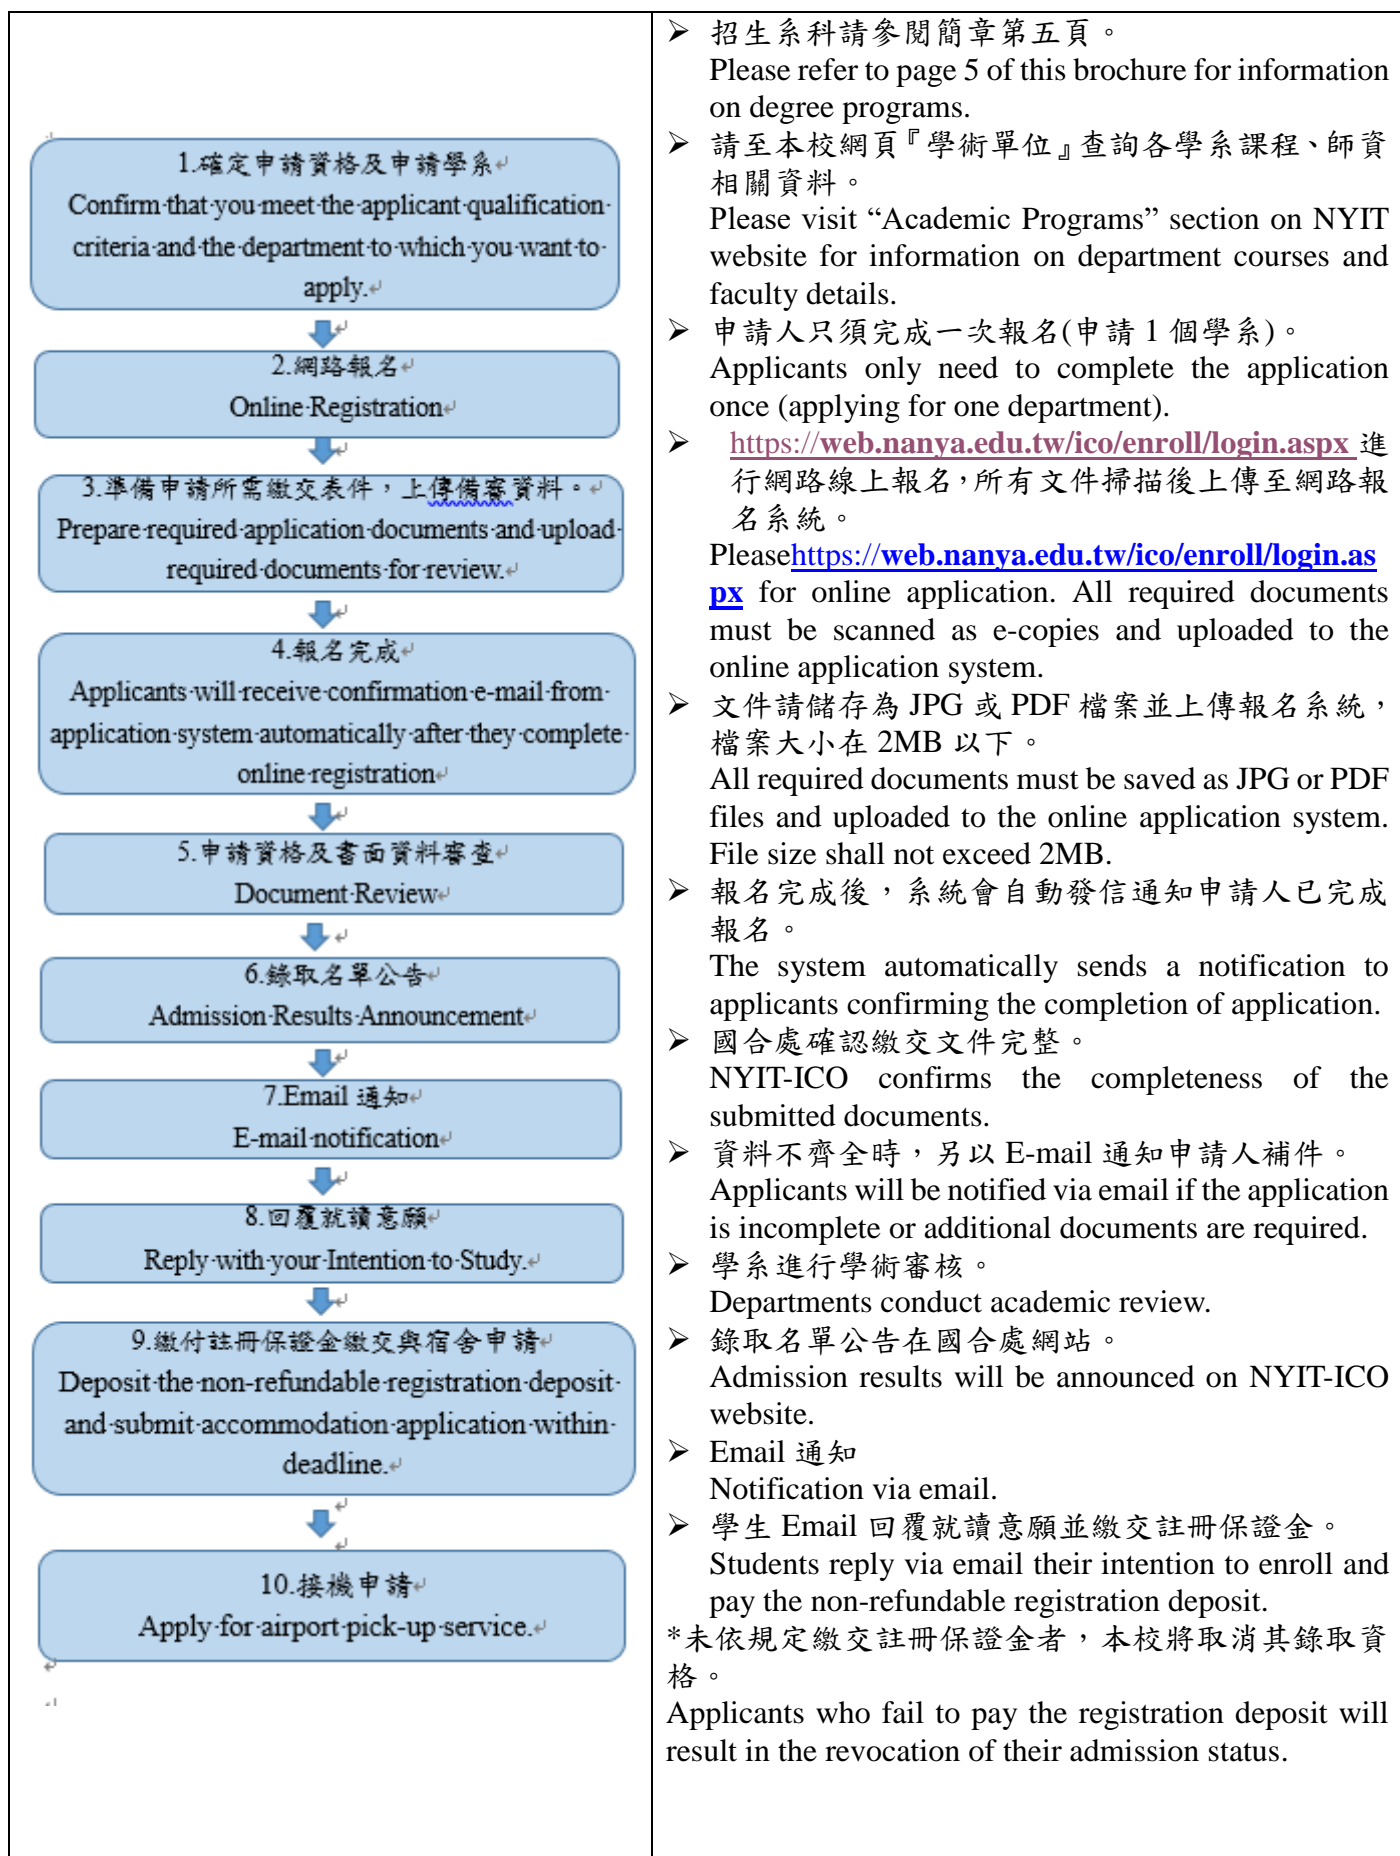 1.確定申請資格及申請學系
Confirm that you meet the applicant qualification
criteria and the department to which you want to
apply.
2.網路報名
Online Registration
3.準備申請所需繳交表件，上傳備審資料。
Prepare required application documents and upload
required documents for review.
4.報名完成
Applicants will receive confirmation e-mail from
application system automatically after they complete
online registration
5.申請資格及書面資料審查
Document Review
6.錄取名單公告
Admission Results Announcement
7.Email 通知
E-mail notification
8.回覆就讀意願
Reply with your Intention to Study.
9.繳付註冊保證金繳交與宿舍申請
Deposit the non-refundable registration deposit
and submit accommodation application within
deadline.
10.接機申請
Apply for airport pick-up service.
➢ 招生系科請參閱簡章第五頁。
Please refer to page 5 of this brochure for information
on degree programs.
➢ 請至本校網頁『學術單位』查詢各學系課程、師資
相關資料。
Please visit “Academic Programs” section on NYIT
website for information on department courses and
faculty details.
➢ 申請人只須完成一次報名(申請 1 個學系)。
Applicants only need to complete the application
once (applying for one department).
➢ https://web.nanya.edu.tw/ico/enroll/login.aspx 進
行網路線上報名，所有文件掃描後上傳至網路報
名系統。
Pleasehttps://web.nanya.edu.tw/ico/enroll/login.as
px for online application. All required documents
must be scanned as e-copies and uploaded to the
online application system.
➢ 文件請儲存為 JPG 或 PDF 檔案並上傳報名系統，
檔案大小在 2MB 以下。
All required documents must be saved as JPG or PDF
files and uploaded to the online application system.
File size shall not exceed 2MB.
➢ 報名完成後，系統會自動發信通知申請人已完成
報名。
The system automatically sends a notification to
applicants confirming the completion of application.
➢ 國合處確認繳交文件完整。
NYIT-ICO confirms the completeness of the
submitted documents.
➢ 資料不齊全時，另以 E-mail 通知申請人補件。
Applicants will be notified via email if the application
is incomplete or additional documents are required.
➢ 學系進行學術審核。
Departments conduct academic review.
➢ 錄取名單公告在國合處網站。
Admission results will be announced on NYIT-ICO
website.
➢ Email 通知
Notification via email.
➢ 學生 Email 回覆就讀意願並繳交註冊保證金。
Students reply via email their intention to enroll and
pay the non-refundable registration deposit.
*未依規定繳交註冊保證金者，本校將取消其錄取資
格。
Applicants who fail to pay the registration deposit will
result in the revocation of their admission status.